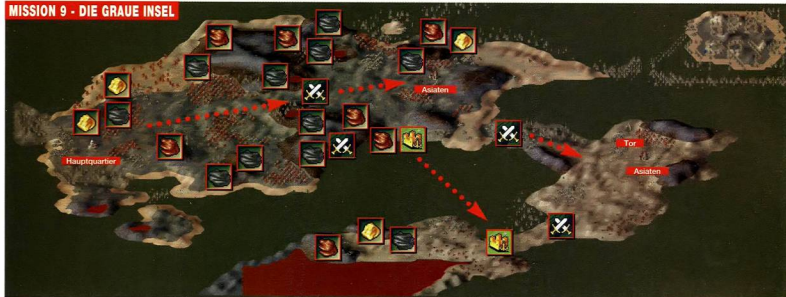 MISSION 9 - DIE GRAUE INSEL
Asiaten
Tor
Hauptquartier
Asiaten